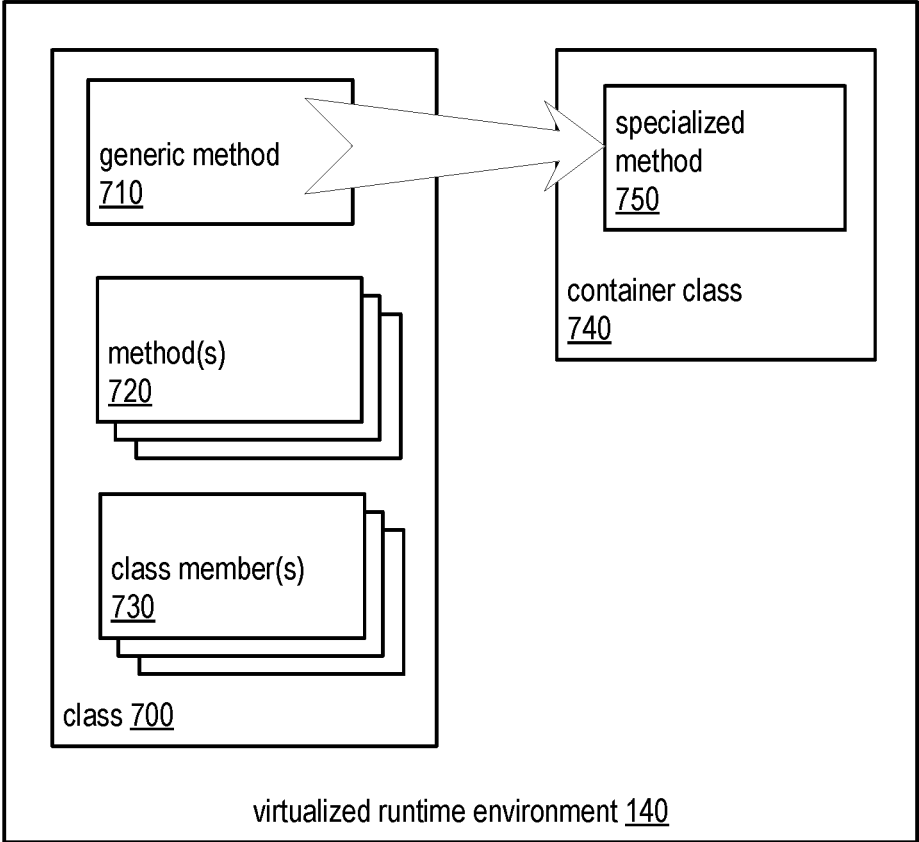 generic method
710
specialized
method
750
container class
740
method(s)
720
class member(s)
730
class 700
virtualized runtime environment 140